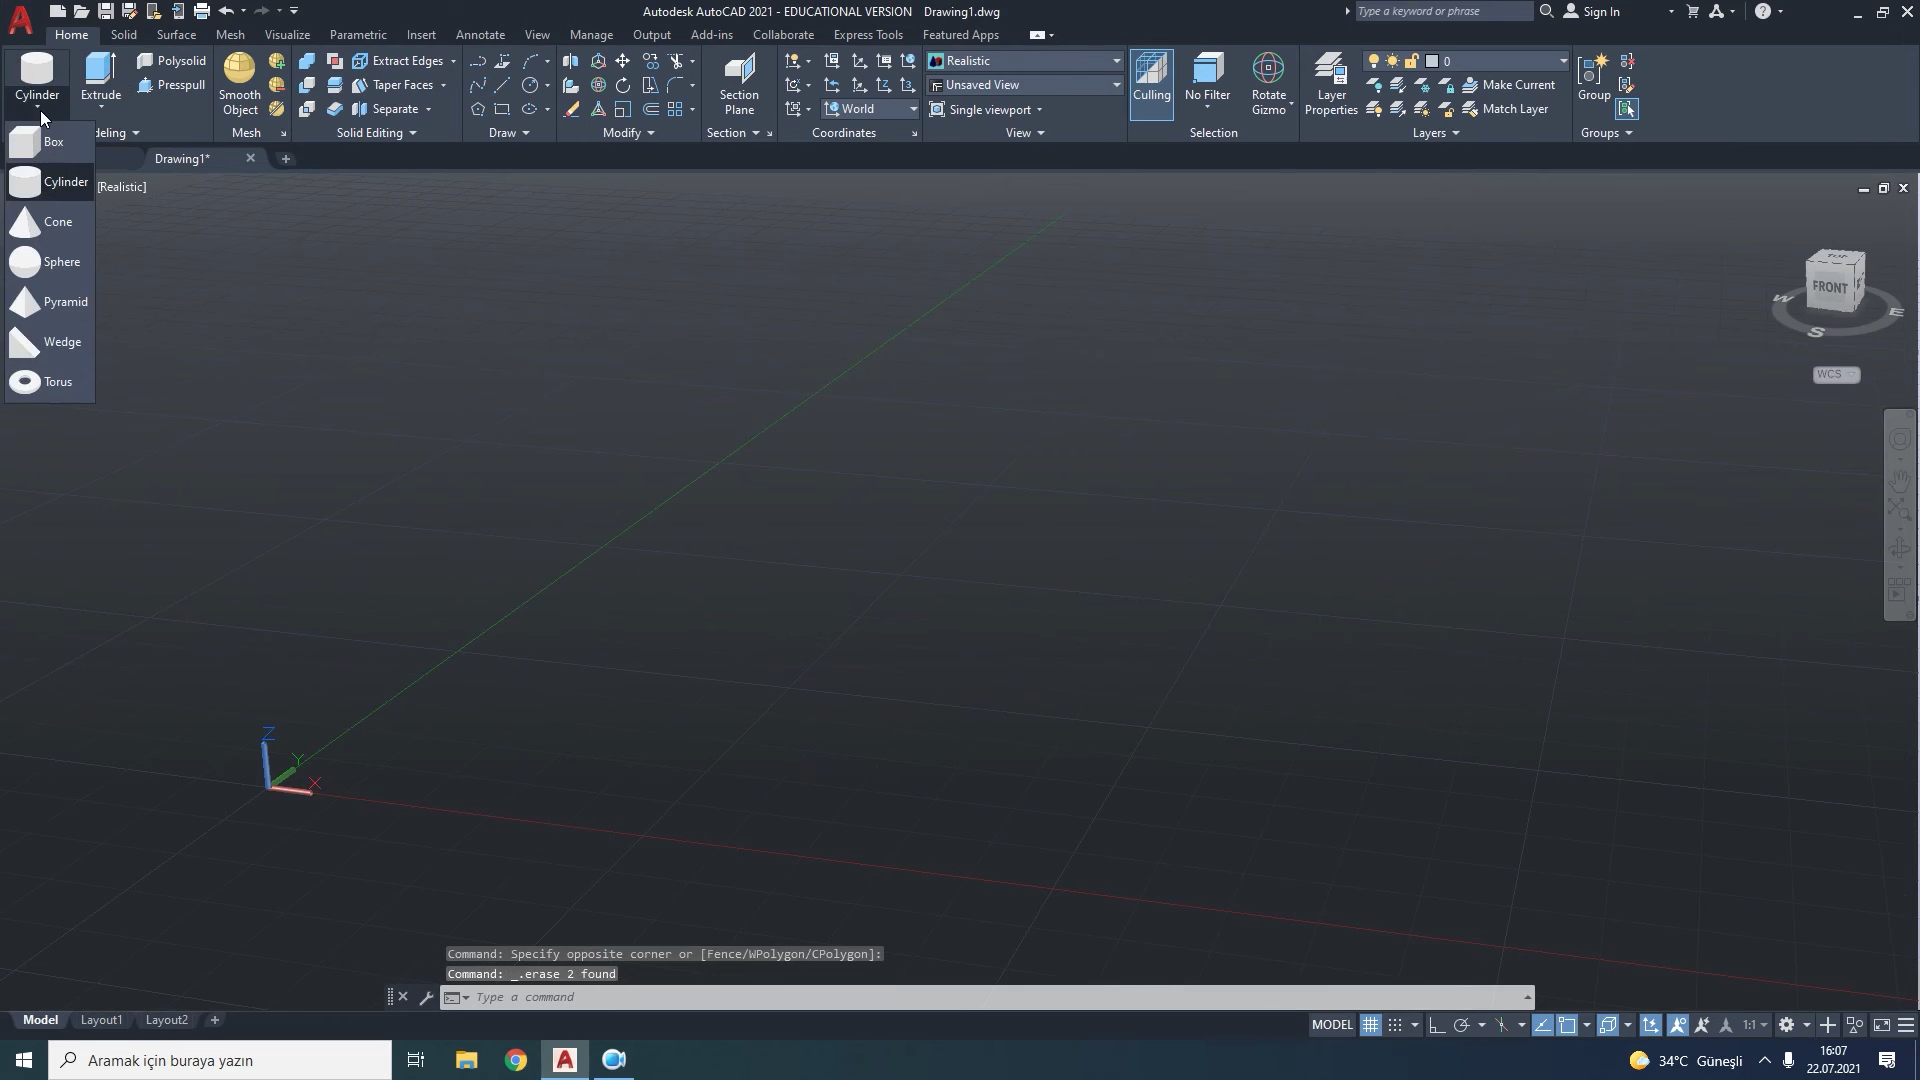 Autodesk AutoCAD 2021 - EDUCATIONAL VERSION Drawing1.dwg
Type a keyword or phrase
Sign In
Home Solid Surface Mesh Visualize Parametric Insert Annotate View Manage Output Add-ins Collaborate Express Tools Featured Apps
Cylinder
Extrude
Polysolid
Presspull
Smooth Object
Extract Edges
Taper Faces
Separate
Section Plane
World
Realistic
Unsaved View
Single viewport
Culling
No Filter
Rotate Gizmo
Layer Properties
0
Make Current
Match Layer
Group
deling Mesh Solid Editing Draw Modify Section Coordinates View Selection Layers Groups
Drawing1*
[Realistic]
Box
Cylinder
Cone
Sphere
Pyramid
Wedge
Torus
TOP
FRONT
W
S
E
WCS
Z
Y
X
Command: Specify opposite corner or [Fence/WPolygon/CPolygon]:
Command: _.erase 2 found
Type a command
Model Layout1 Layout2
MODEL
1:1
Aramak için buraya yazın
34°C Güneşli
16:07
22.07.2021